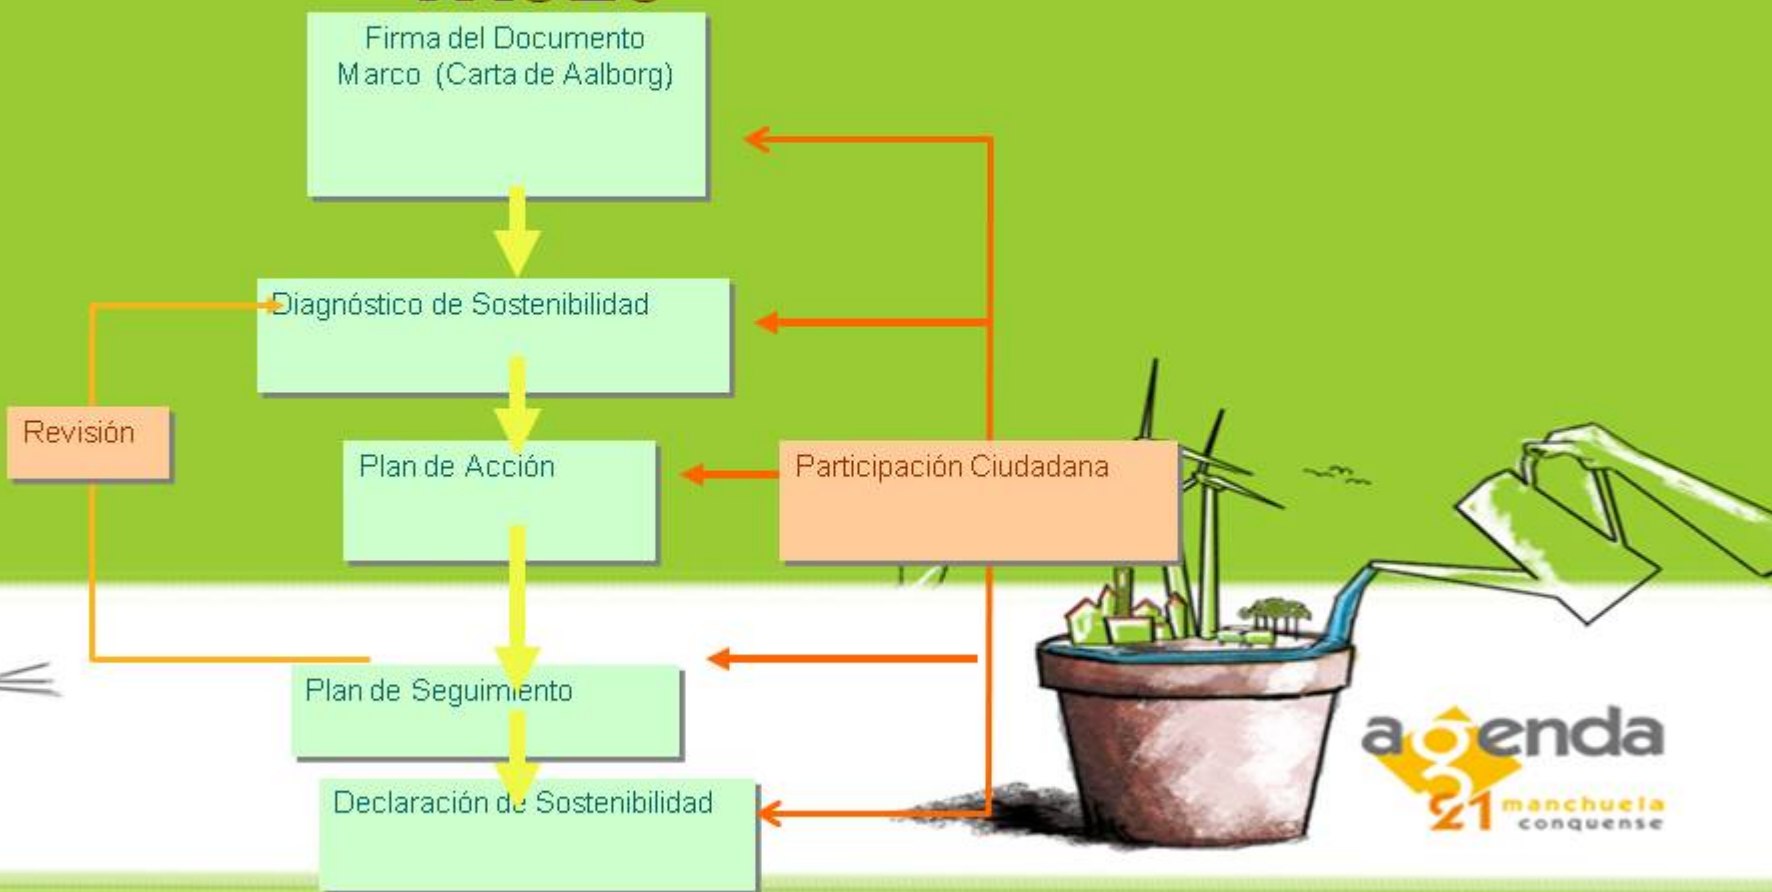 Firma del Documento
Marco (Carta de Aalborg)
Diagnóstico de Sostenibilidad
Revisión
Plan de Acción
Participación Ciudadana
Plan de Seguimiento
Declaración de Sostenibilidad
agenda
21 manchuela
conquense